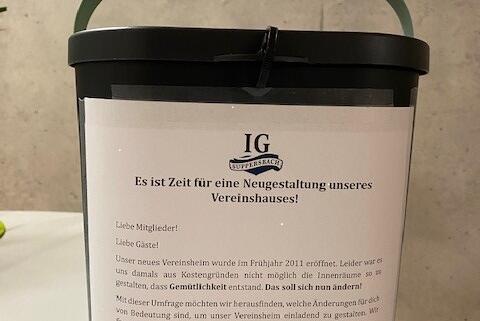 IG
SUPPERSBACH
Es ist Zeit für eine Neugestaltung unseres
Vereinshauses!
Liebe Mitglieder!
Liebe Gäste!
Unser neues Vereinsheim wurde im Frühjahr 2011 eröffnet. Leider war es
uns damals aus Kostengründen nicht möglich die Innenräume so zu
gestalten, dass Gemütlichkeit entstand. Das soll sich nun ändern!
Mit dieser Umfrage möchten wir herausfinden, welche Änderungen für dich
von Bedeutung sind, um unser Vereinsheim einladend zu gestalten. Wir